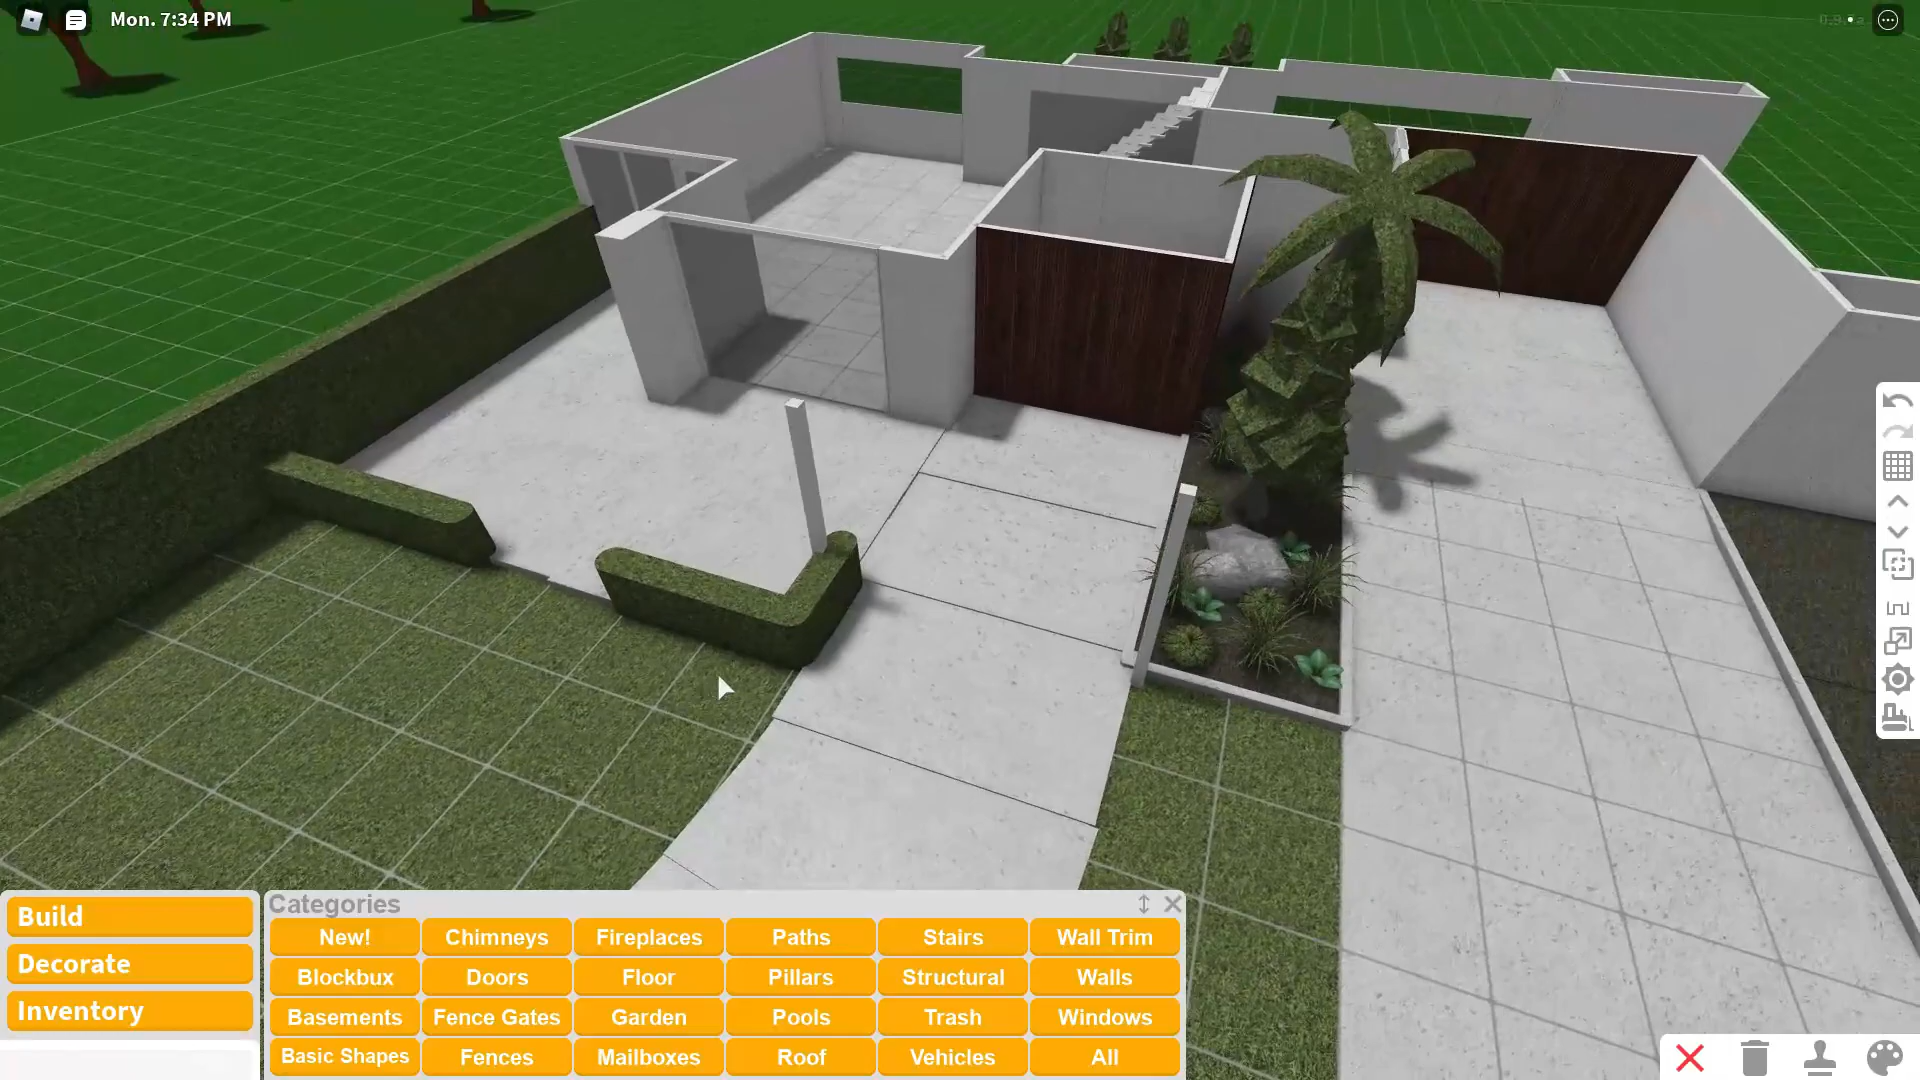 Mon. 7:34 PM
Build
Decorate
Inventory
Categories
New! Chimneys Fireplaces Paths Stairs Wall Trim
Blockbux Doors Floor Pillars Structural Walls
Basements Fence Gates Garden Pools Trash Windows
Basic Shapes Fences Mailboxes Roof Vehicles All